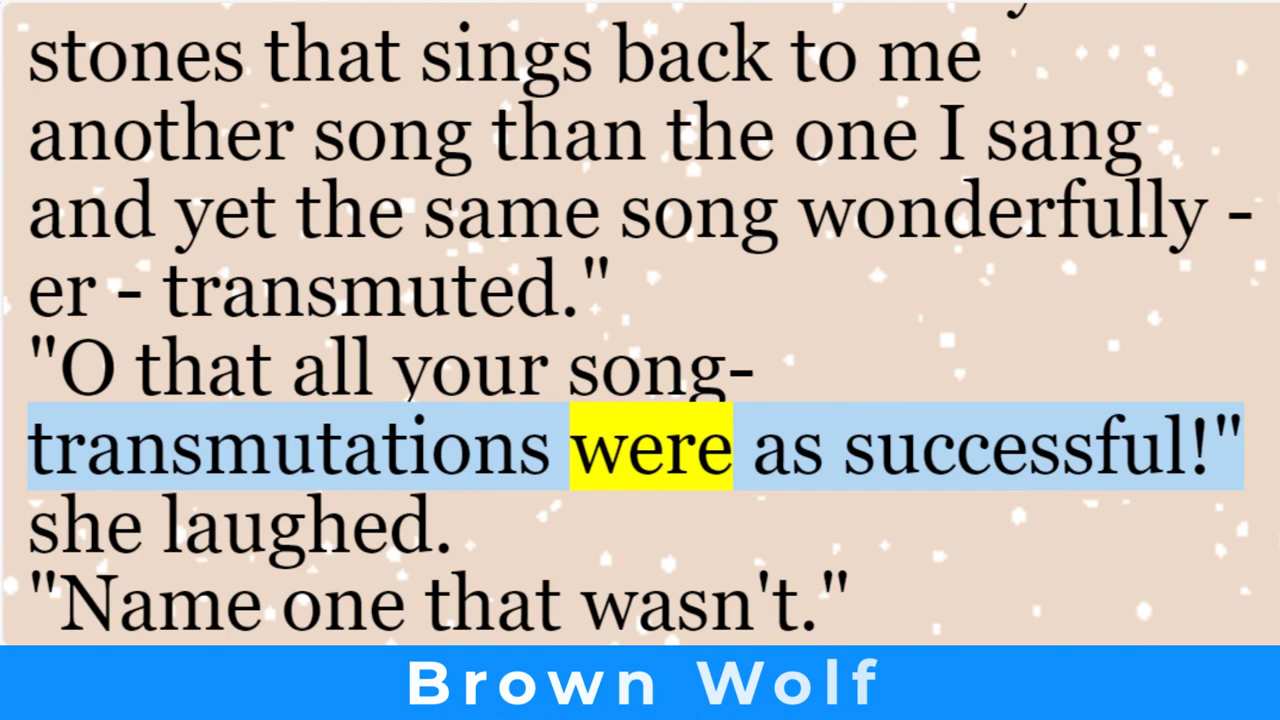 stones that sings back to me
another song than the one I sang
and yet the same song wonderfully -
er - transmuted."
"O that all your song-
transmutations were as successful!"
she laughed.
"Name one that wasn't."
Brown Wolf